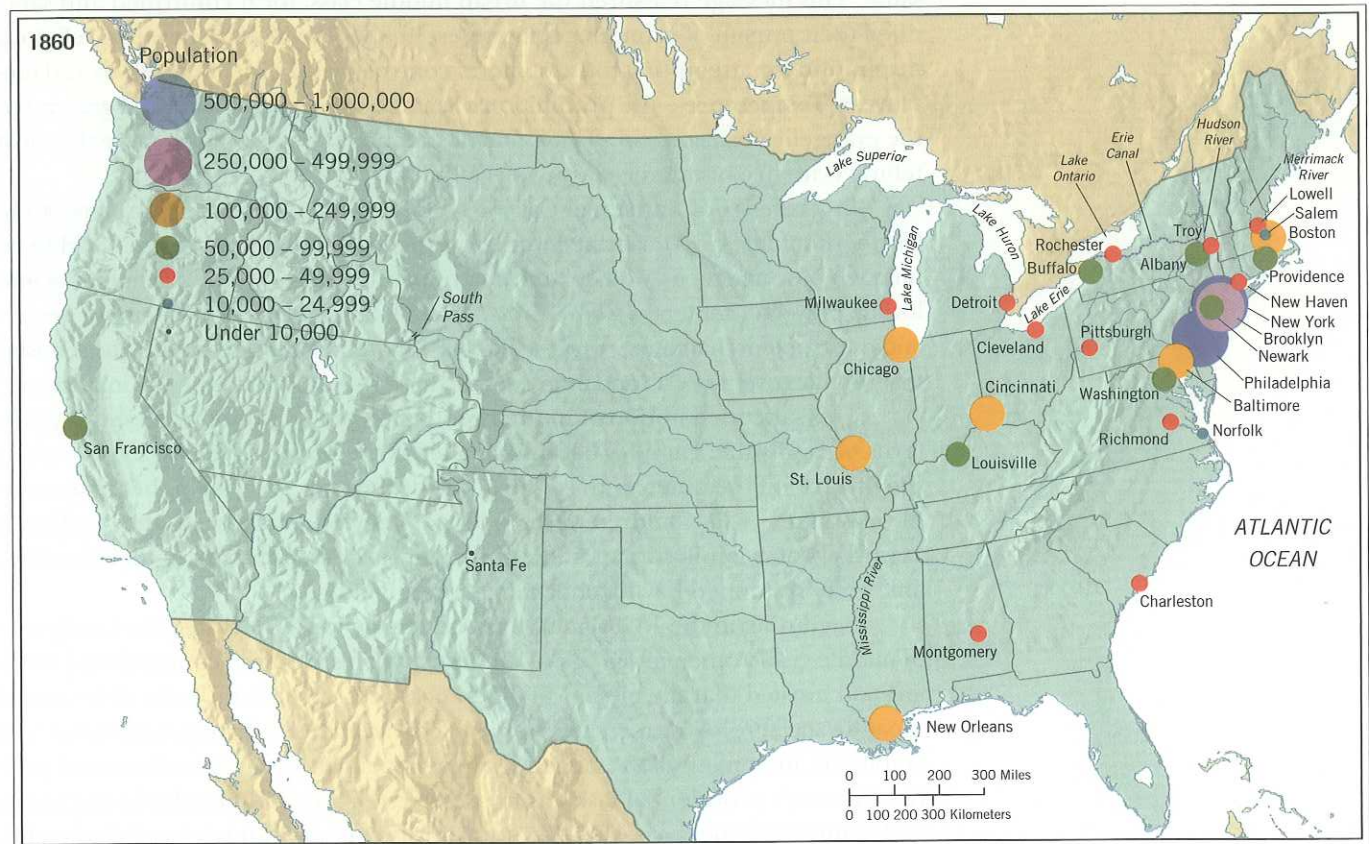 1860
Population
500,000 – 1,000,000
250,000 – 499,999
100,000 – 249,999
50,000 – 99,999
25,000 – 49,999
10,000 – 24,999
Under 10,000
South
Pass
San Francisco
Santa Fe
Lake Superior
Lake Michigan
Lake Huron
Lake
Ontario
Erie
Canal
Hudson
River
Merrimack
River
Lowell
Salem
Boston
Troy
Rochester
Buffalo
Albany
Providence
New Haven
New York
Brooklyn
Newark
Philadelphia
Baltimore
Milwaukee
Detroit
Lake Erie
Cleveland
Pittsburgh
Chicago
Cincinnati
Washington
Richmond
Norfolk
St. Louis
Louisville
Mississippi River
ATLANTIC
OCEAN
Charleston
Montgomery
New Orleans
0 100 200 300 Miles
0 100 200 300 Kilometers